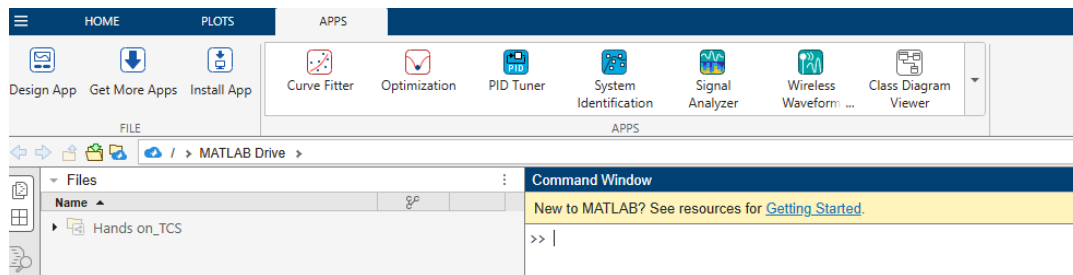 HOME PLOTS APPS
Design App Get More Apps Install App Curve Fitter Optimization PID Tuner System Identification Signal Analyzer Wireless Waveform ... Class Diagram Viewer
PID
FILE APPS
/ > MATLAB Drive >
Files Command Window
Name New to MATLAB? See resources for Getting Started.
Hands on_TCS >>